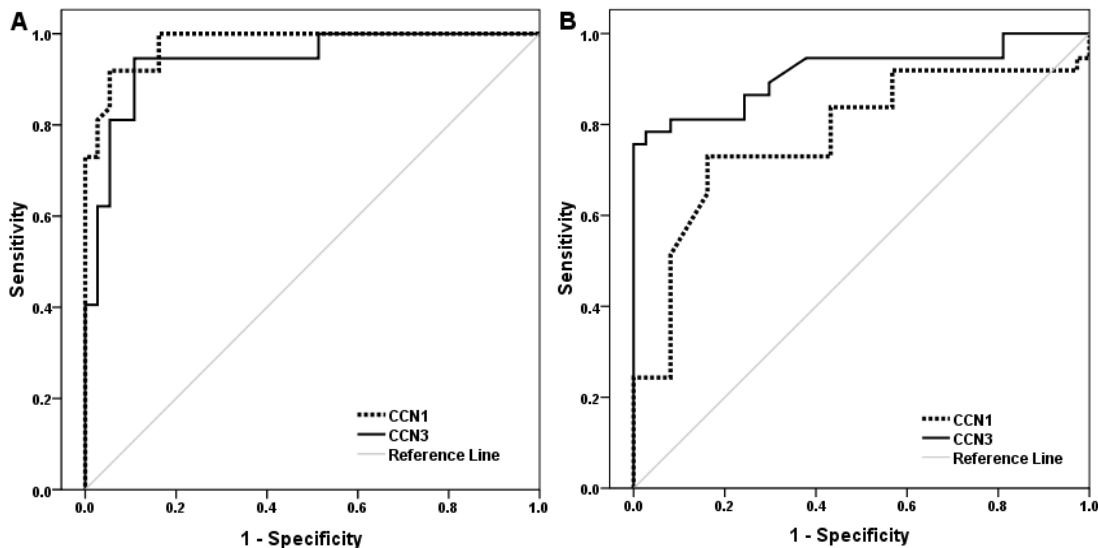 A
1.0
0.8
0.6
0.4
0.2
0.0
Sensitivity
CCN1
CCN3
Reference Line
0.0 0.2 0.4 0.6 0.8 1.0
1 - Specificity
B
1.0
0.8
0.6
0.4
0.2
0.0
Sensitivity
CCN1
CCN3
Reference Line
0.0 0.2 0.4 0.6 0.8 1.0
1 - Specificity